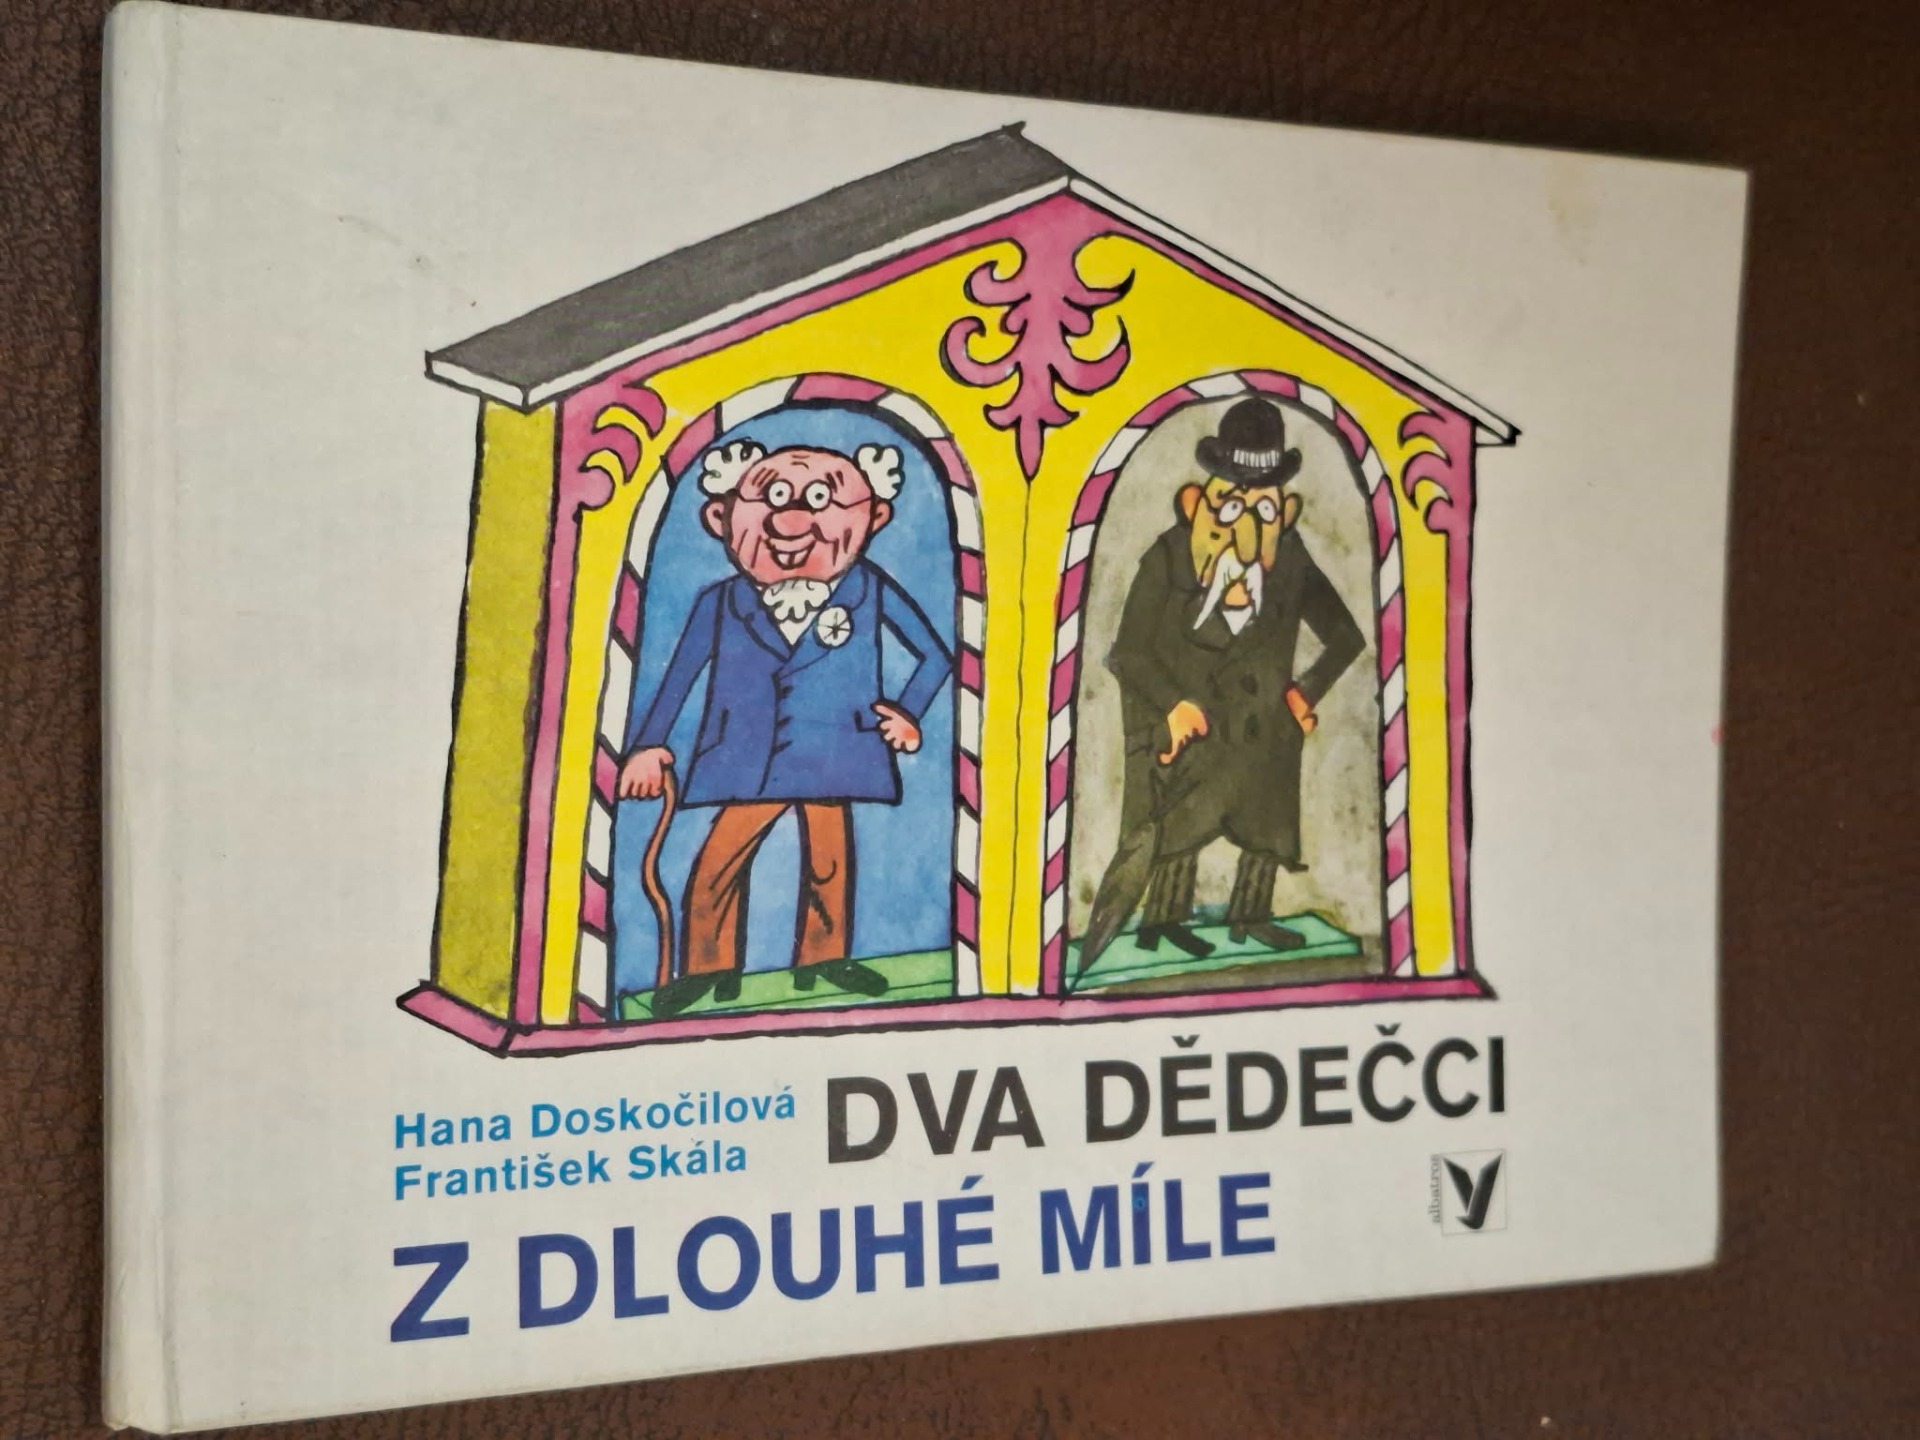 Hana Doskočilová
František Skála
DVA DĚDEČCI
Z DLOUHÉ MÍLE
albatros